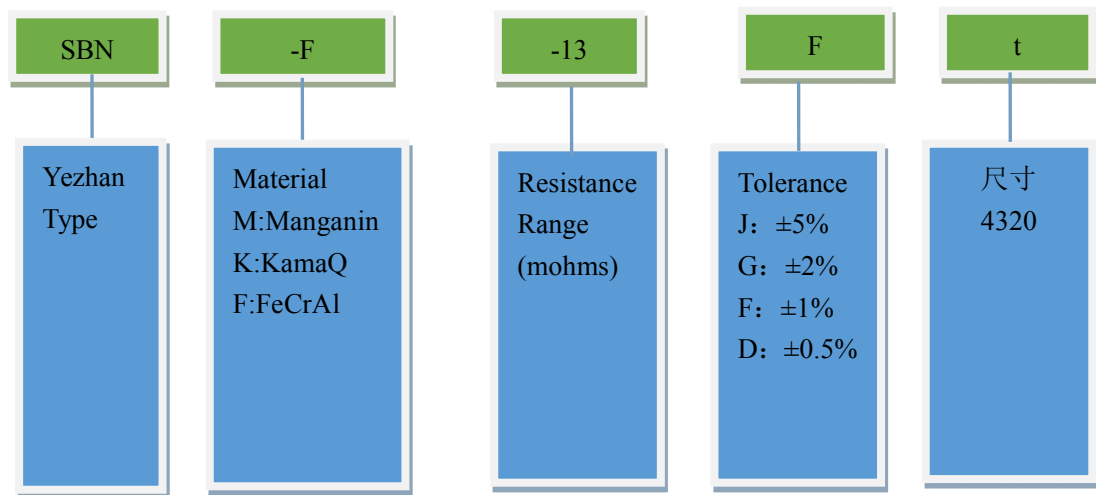 SBN
-F
-13
F
t
Yezhan
Type
Material
M:Manganin
K:KamaQ
F:FeCrAl
Resistance
Range
(mohms)
Tolerance
J：±5%
G：±2%
F：±1%
D：±0.5%
尺寸
4320